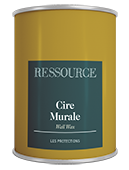 RESSOURCE
Cire
Murale
Wall Wax
LES PROTECTIONS